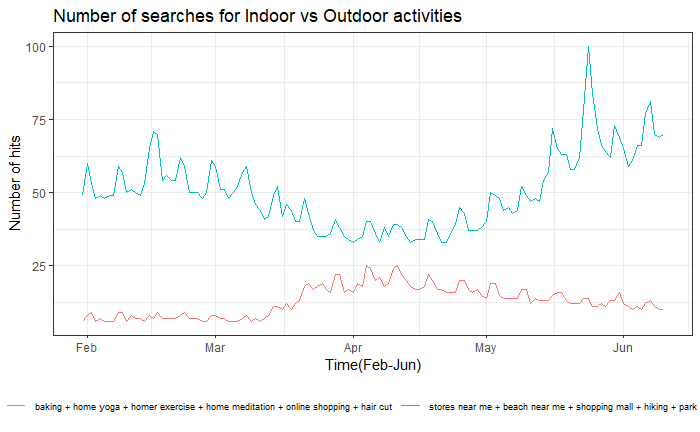 Number of searches for Indoor vs Outdoor activities
Number of hits
100
75
50
25
Feb Mar Apr May Jun
Time(Feb-Jun)
baking + home yoga + homer exercise + home meditation + online shopping + hair cut
stores near me + beach near me + shopping mall + hiking + park